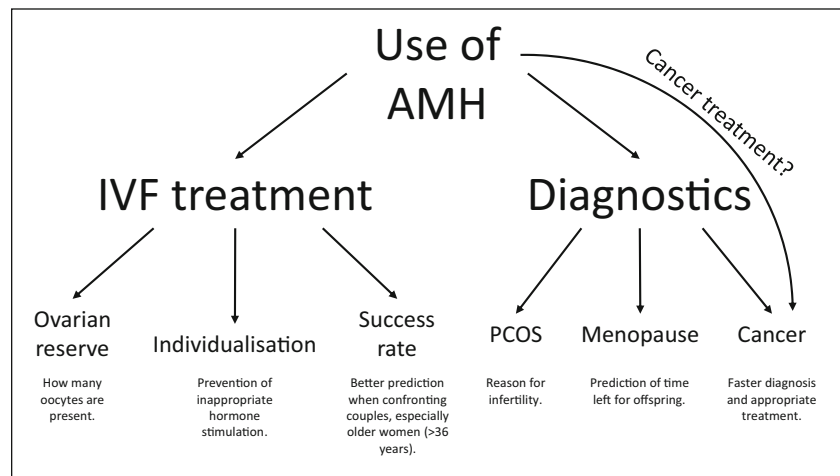 Use of
AMH
Cancer treatment?
IVF treatment
Diagnostics
Ovarian
reserve
How many
oocytes are
present.
Individualisation
Prevention of
inappropriate
hormone
stimulation.
Success
rate
Better prediction
when confronting
couples, especially
older women (>36
years).
PCOS
Reason for
infertility.
Menopause
Prediction of time
left for offspring.
Cancer
Faster diagnosis
and appropriate
treatment.